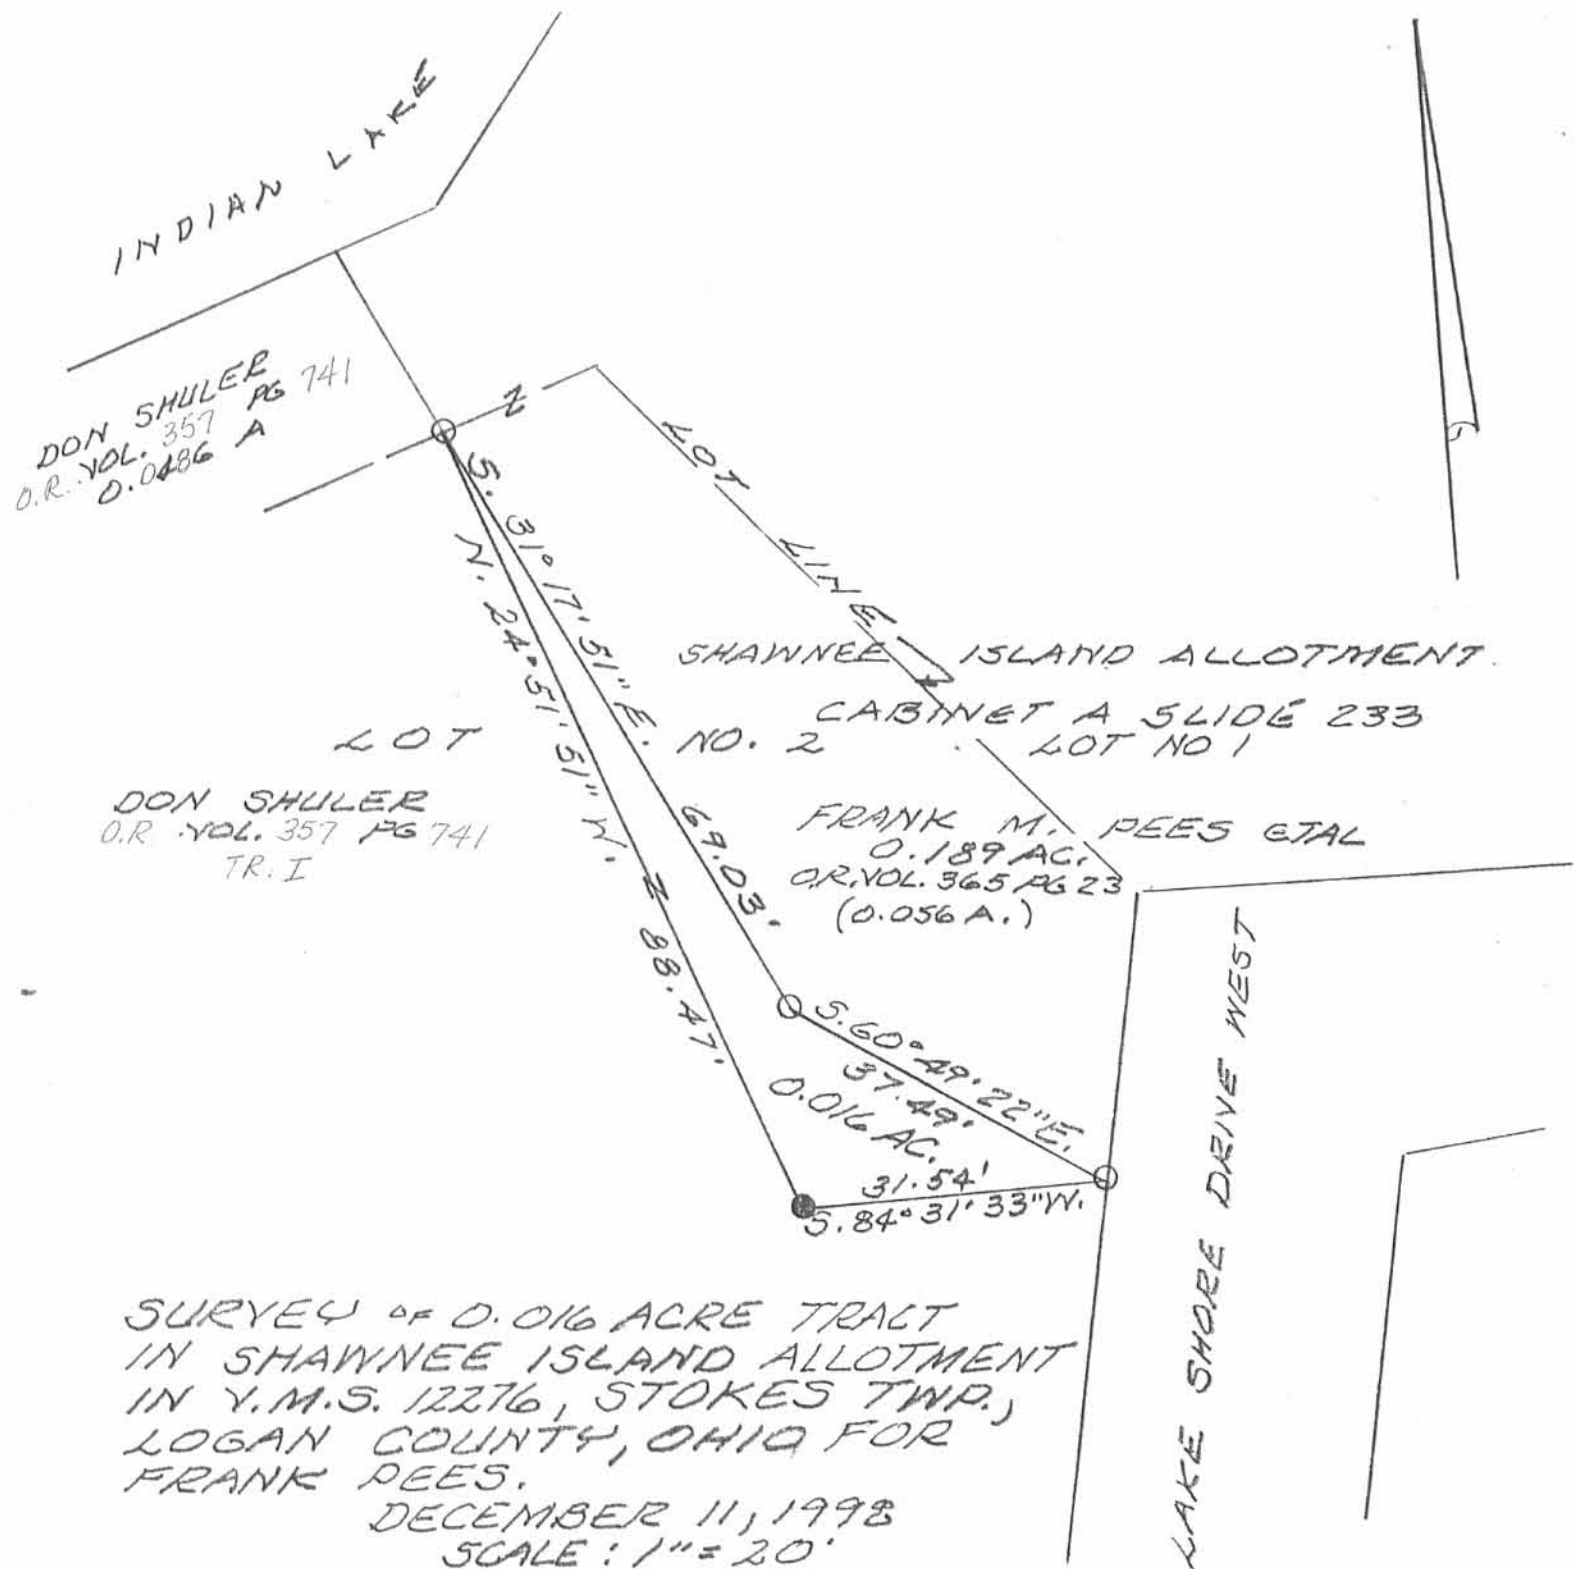 INDIAN LAKE
DON SHULER
O.R. VOL. 357 PG 741
0.0486 A
LOT LINE
S. 31° 17' 51" E. 69.03'
N. 24° 51' 51" W. 88.47'
SHAWNEE ISLAND ALLOTMENT
CABINET A SLIDE 233
LOT NO. 2
LOT NO 1
DON SHULER
O.R. VOL. 357 PG 741
TR. I
FRANK M. PEES ETAL
0.189 AC.
O.R. VOL. 365 PG 23
(0.056 A.)
S. 60° 49' 22" E.
37.49'
0.016 AC.
31.54'
S. 84° 31' 33" W.
LAKE SHORE DRIVE WEST
SURVEY OF 0.016 ACRE TRACT
IN SHAWNEE ISLAND ALLOTMENT
IN V.M.S. 12276, STOKES TWP.,
LOGAN COUNTY, OHIO FOR
FRANK PEES.
DECEMBER 11, 1998
SCALE : 1" = 20'